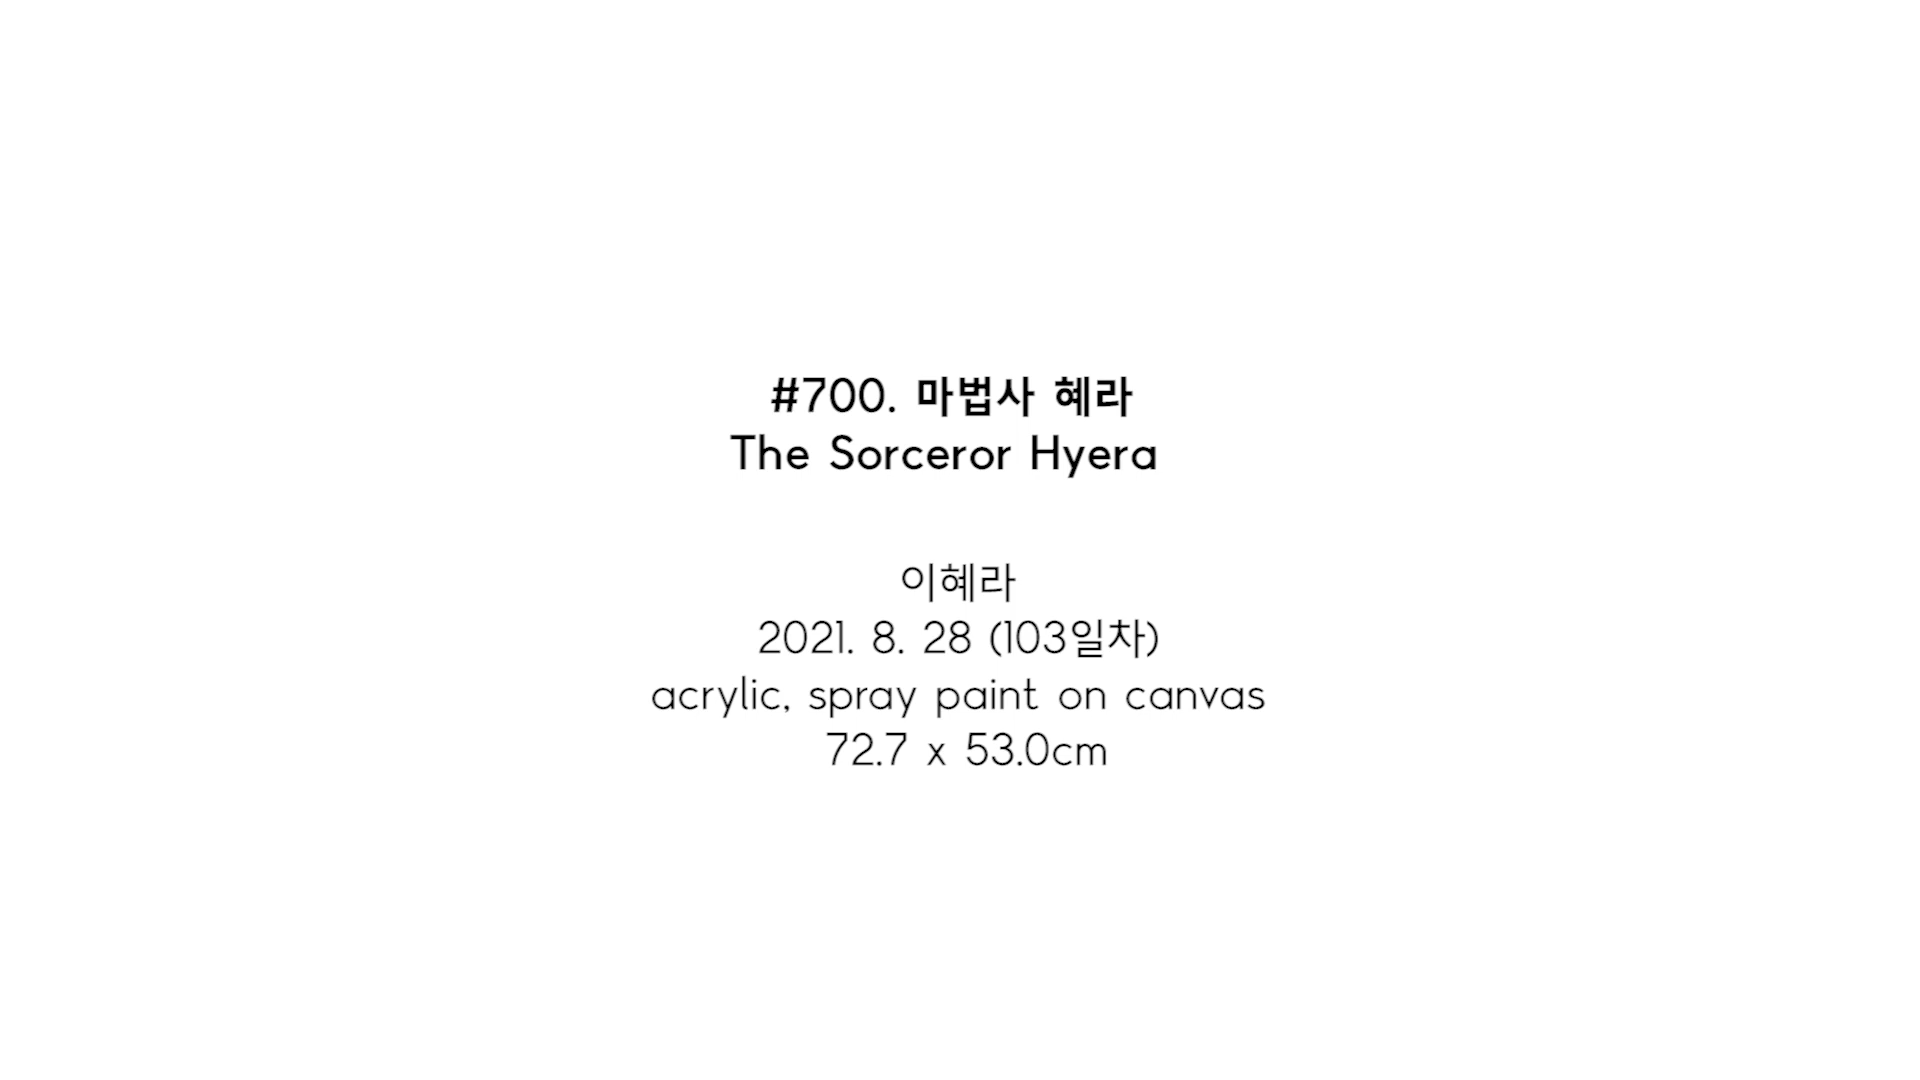 #700. 마법사 혜라
The Sorceror Hyera
이혜라
2021. 8. 28 (103일차)
acrylic, spray paint on canvas
72.7 x 53.0cm